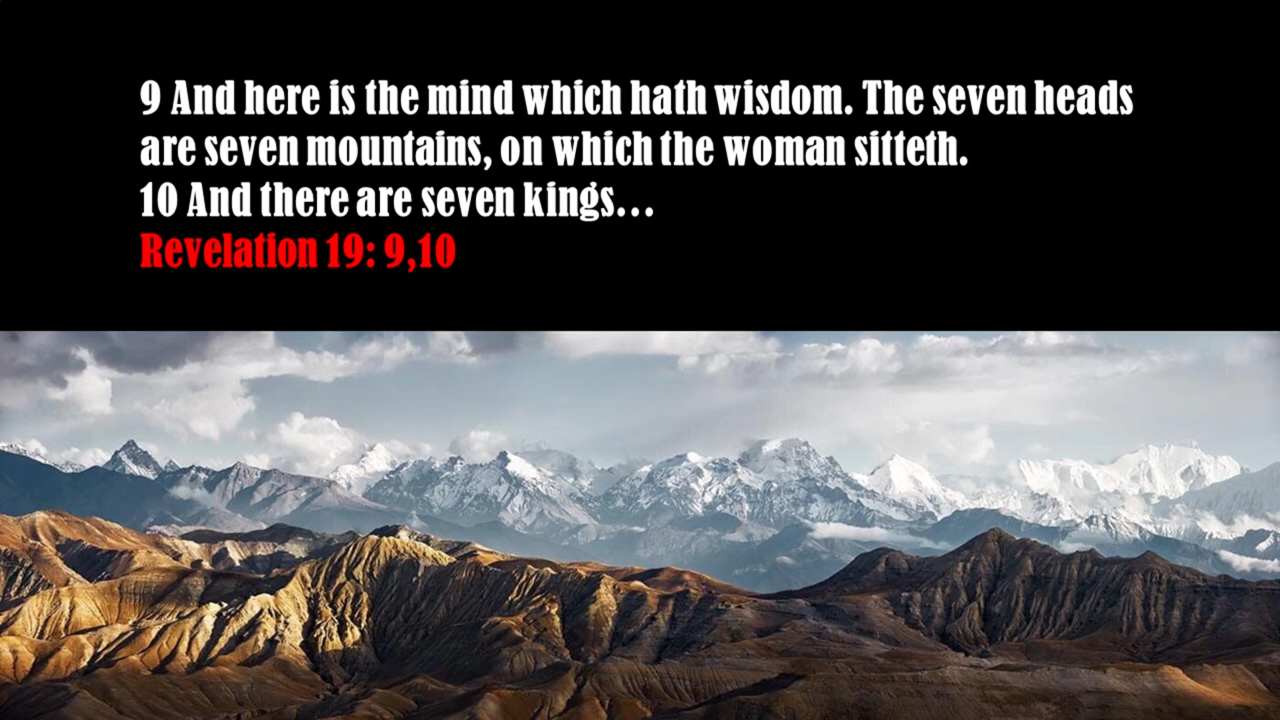 9 And here is the mind which hath wisdom. The seven heads
are seven mountains, on which the woman sitteth.
10 And there are seven kings...
Revelation 19: 9,10